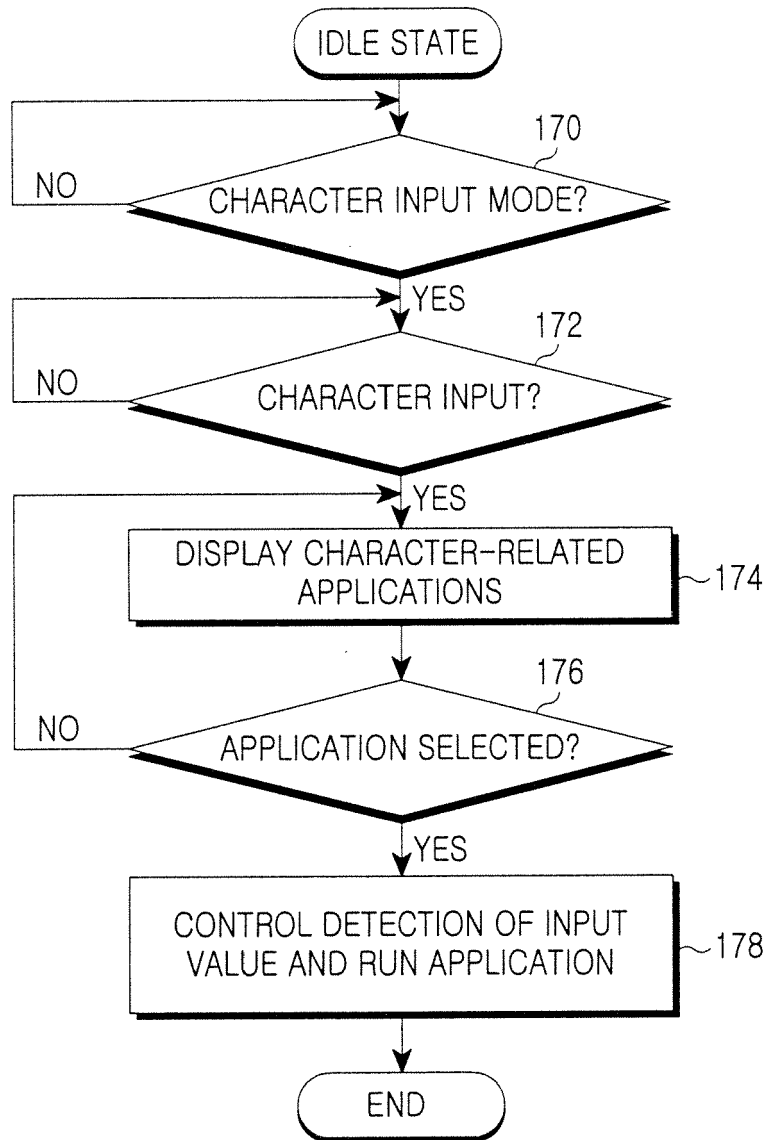 IDLE STATE
170
NO
CHARACTER INPUT MODE?
YES
172
NO
CHARACTER INPUT?
YES
DISPLAY CHARACTER-RELATED
APPLICATIONS
174
176
NO
APPLICATION SELECTED?
YES
CONTROL DETECTION OF INPUT
VALUE AND RUN APPLICATION
178
END